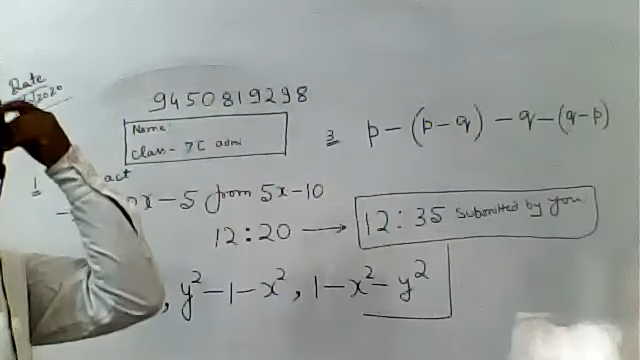 Date
/2020
9450819298
Name:
Class - 7C
3 p-(p-q)-q-(q-p)
1 act
x-5 from 5x-10
12:20 → 12:35 Submitted by you
, y²-1-x², 1-x²-y²